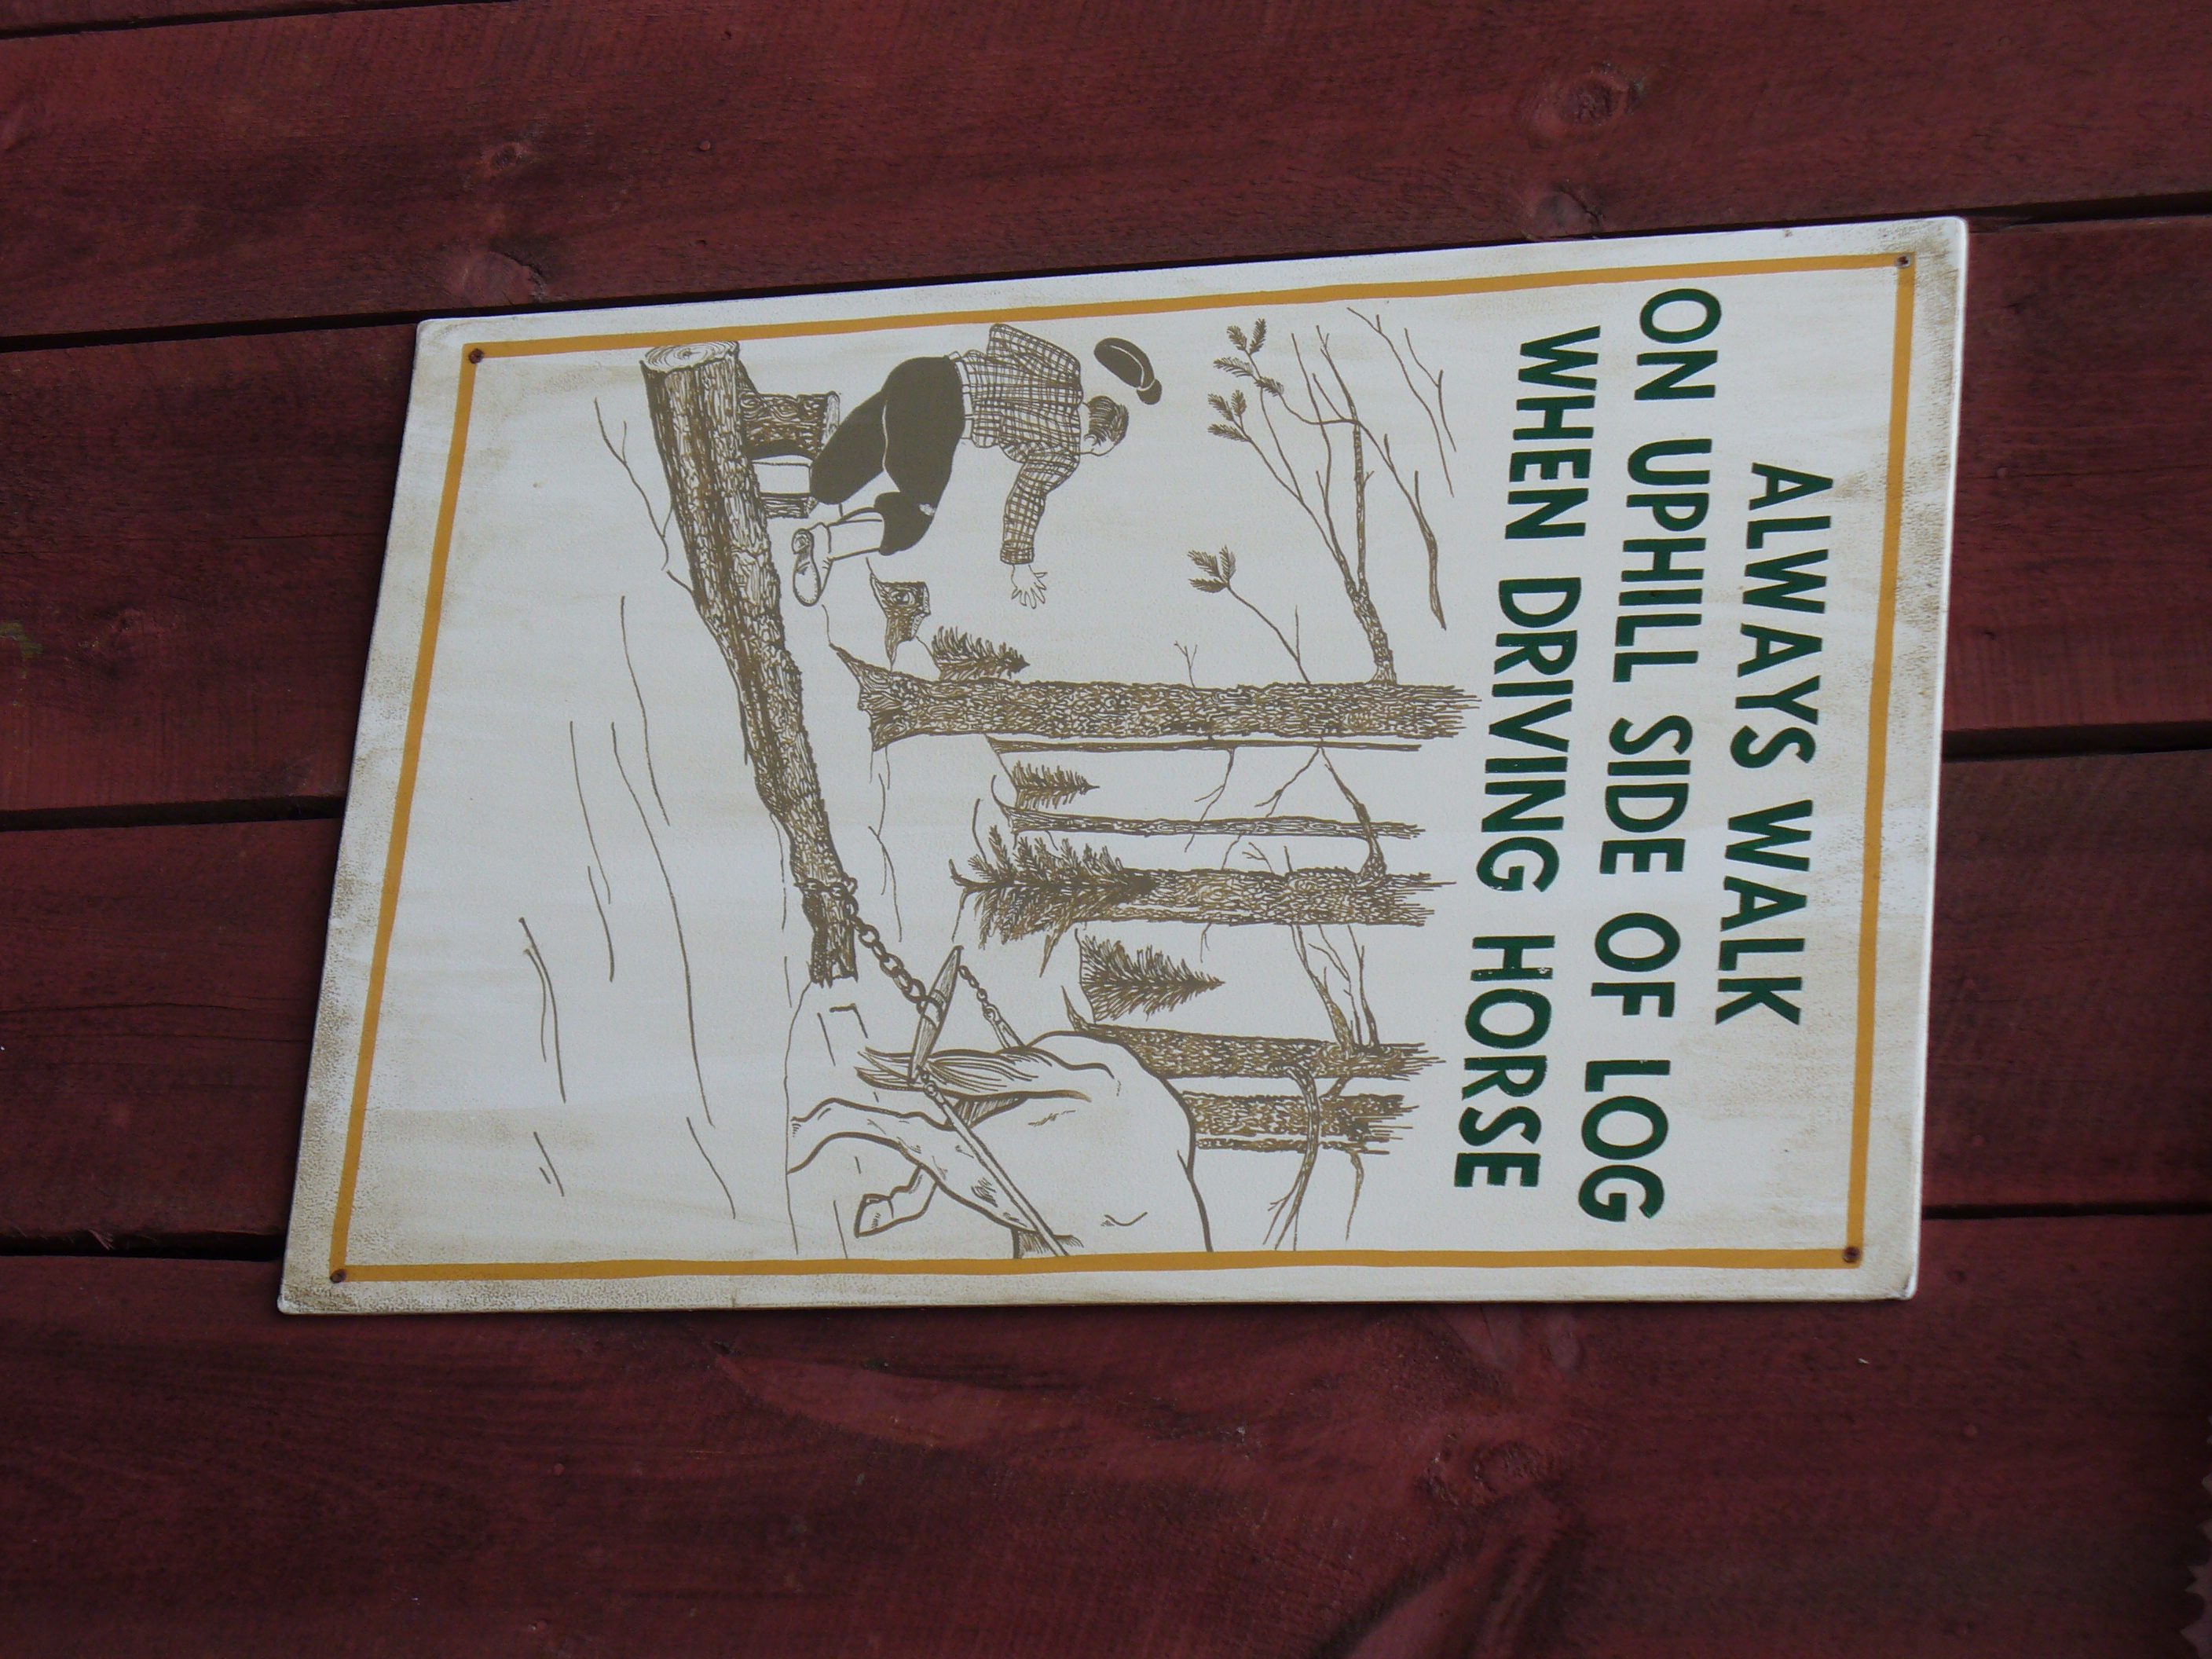 ALWAYS WALK
ON UPHILL SIDE OF LOG
WHEN DRIVING HORSE